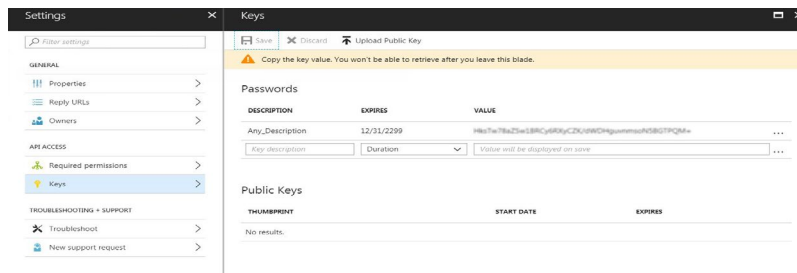 Settings
Keys
Filter settings
Save Discard Upload Public Key
Copy the key value. You won't be able to retrieve after you leave this blade.
GENERAL
Properties
Reply URLs
Owners
API ACCESS
Required permissions
Keys
TROUBLESHOOTING + SUPPORT
Troubleshoot
New support request
Passwords
DESCRIPTION EXPIRES VALUE
Any_Description 12/31/2299
Key description Duration Value will be displayed on save
Public Keys
THUMBPRINT START DATE EXPIRES
No results.